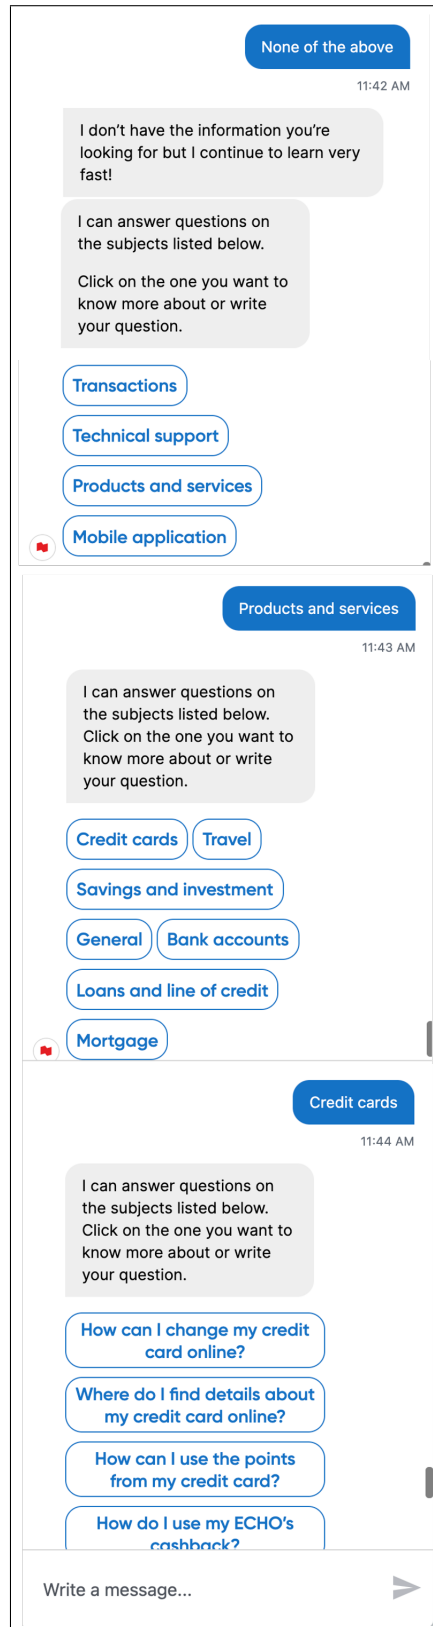 None of the above
11:42 AM
I don’t have the information you’re
looking for but I continue to learn very
fast!
I can answer questions on
the subjects listed below.
Click on the one you want to
know more about or write
your question.
Transactions
Technical support
Products and services
Mobile application
Products and services
11:43 AM
I can answer questions on
the subjects listed below.
Click on the one you want to
know more about or write
your question.
Credit cards Travel
Savings and investment
General Bank accounts
Loans and line of credit
Mortgage
Credit cards
11:44 AM
I can answer questions on
the subjects listed below.
Click on the one you want to
know more about or write
your question.
How can I change my credit
card online?
Where do I find details about
my credit card online?
How can I use the points
from my credit card?
How do I use my ECHO’s
cashback?
Write a message...